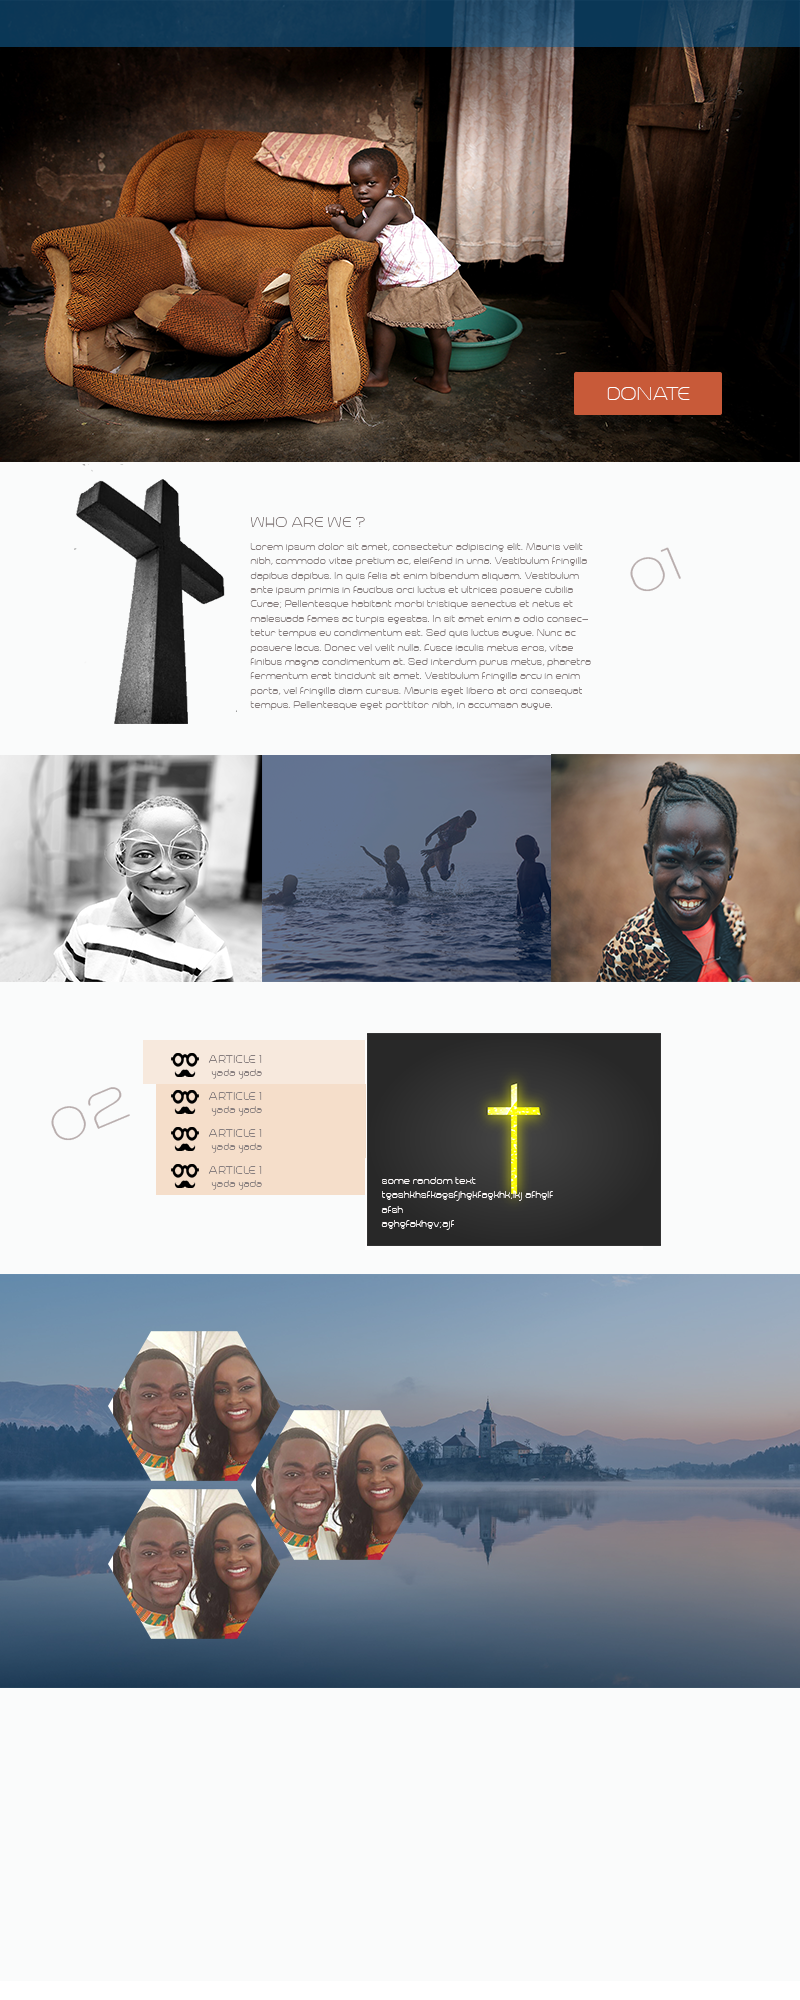 DONATE
WHO ARE WE ?
Lorem ipsum dolor sit amet, consectetur adipiscing elit. Mauris velit
nibh, commodo vitae pretium ac, eleifend in urna. Vestibulum fringilla
dapibus dapibus. In quis felis at enim bibendum aliquam. Vestibulum
ante ipsum primis in faucibus orci luctus et ultrices posuere cubilia
Curae; Pellentesque habitant morbi tristique senectus et netus et
malesuada fames ac turpis egestas. In sit amet enim a odio consec-
tetur tempus eu condimentum est. Sed quis luctus augue. Nunc ac
posuere lacus. Donec vel velit nulla. Fusce iaculis metus eros, vitae
finibus magna condimentum at. Sed interdum purus metus, pharetra
fermentum erat tincidunt sit amet. Vestibulum fringilla arcu in enim
porta, vel fringilla diam cursus. Mauris eget libero at orci consequat
tempus. Pellentesque eget porttitor nibh, in accumsan augue.
01
02
ARTICLE 1
yada yada
ARTICLE 1
yada yada
ARTICLE 1
yada yada
ARTICLE 1
yada yada
some random text
afhglf
afsh
aghgfakhgv;ajf